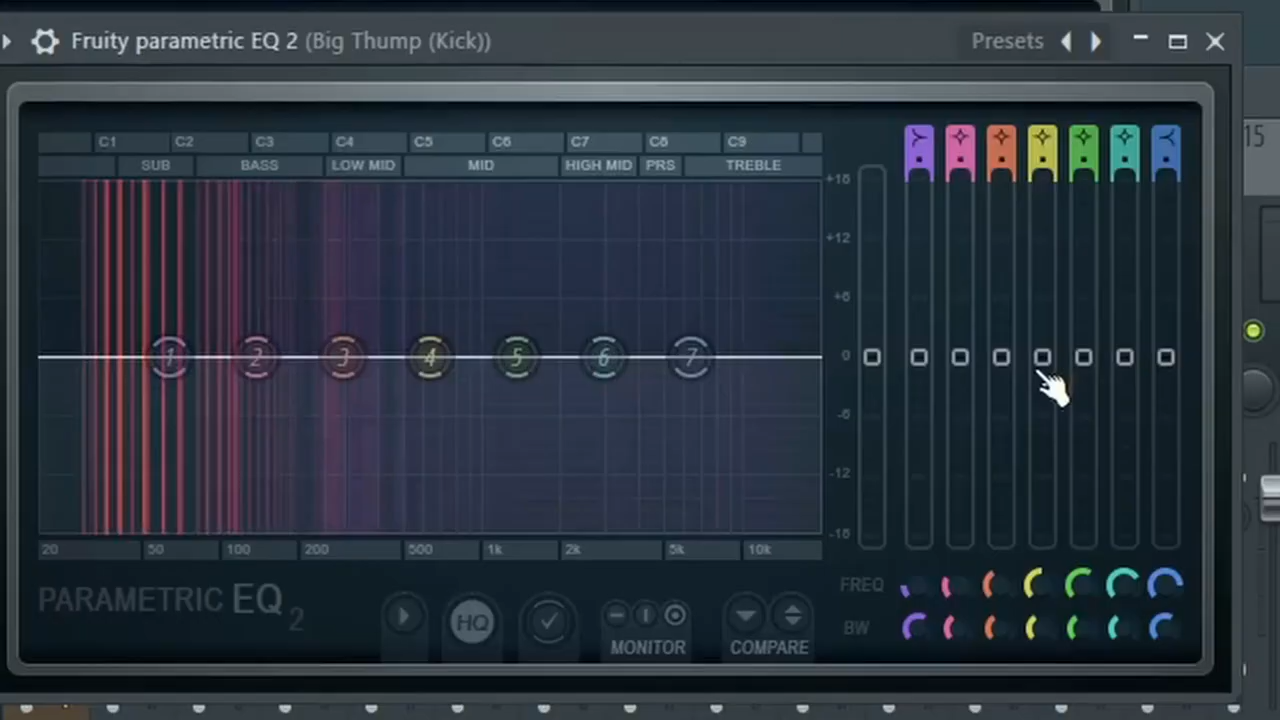 Fruity parametric EQ 2 (Big Thump (Kick))
Presets
15
C1 C2 C3 C4 C5 C6 C7 C8 C9
SUB BASS LOW MID MID HIGH MID PRS TREBLE
+18
+12
+6
0
-6
-12
-18
1 2 3 4 5 6 7
20 50 100 200 500 1k 2k 5k 10k
FREQ
BW
PARAMETRIC EQ 2
HQ
MONITOR
COMPARE